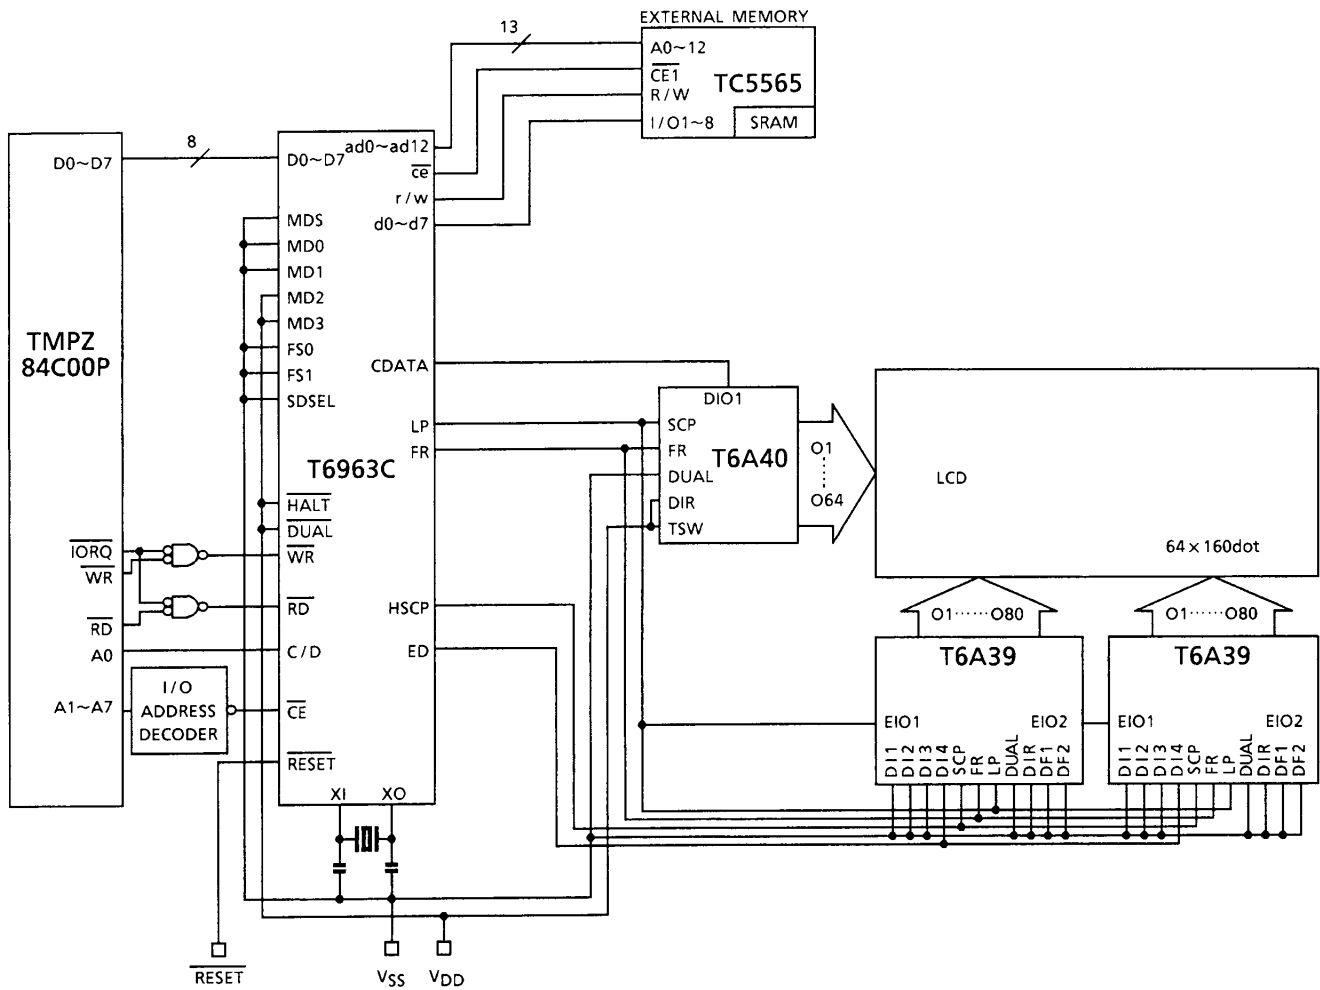 EXTERNAL MEMORY
13
A0~12
CE1
TC5565
R/W
I/O1~8
SRAM
TMPZ
84C00P
D0~D7
IORQ
WR
RD
A0
A1~A7
8
I/O
ADDRESS
DECODER
T6963C
D0~D7
ad0~ad12
ce
r/w
d0~d7
MDS
MD0
MD1
MD2
MD3
FS0
FS1
SDSEL
CDATA
LP
FR
HALT
DUAL
WR
RD
HSCP
C/D
ED
CE
RESET
XI
XO
DIO1
SCP
FR
T6A40
DUAL
DIR
TSW
O1
O64
LCD
64×160dot
O1······O80
O1······O80
T6A39
EIO1
EIO2
DI1
DI2
DI3
DI4
SCP
FR
LP
DUAL
DIR
DF1
DF2
T6A39
EIO1
EIO2
DI1
DI2
DI3
DI4
SCP
FR
LP
DUAL
DIR
DF1
DF2
RESET
VSS
VDD